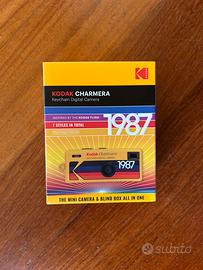 KODAK CHARMERA
Keychain Digital Camera
INSPIRED BY THE KODAK FLING
7 STYLES IN TOTAL
1987
Kodak Charmera
1987
THE MINI CAMERA & BLIND BOX ALL IN ONE
subito